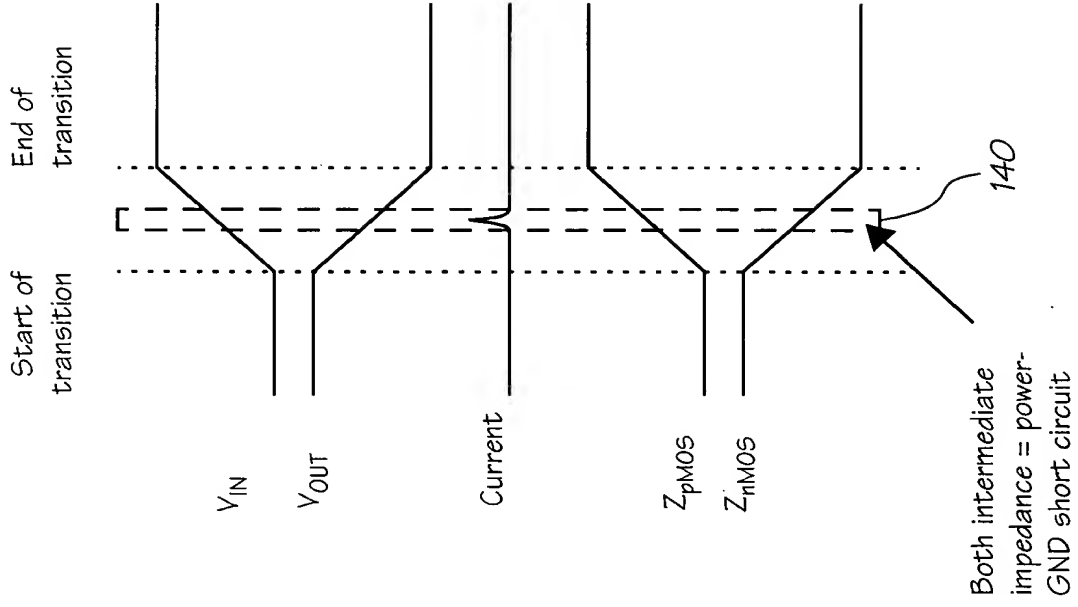 Start of
transition
End of
transition
V_IN
V_OUT
Current
Z_pMOS
Z_nMOS
140
Both intermediate
impedance = power-
GND short circuit